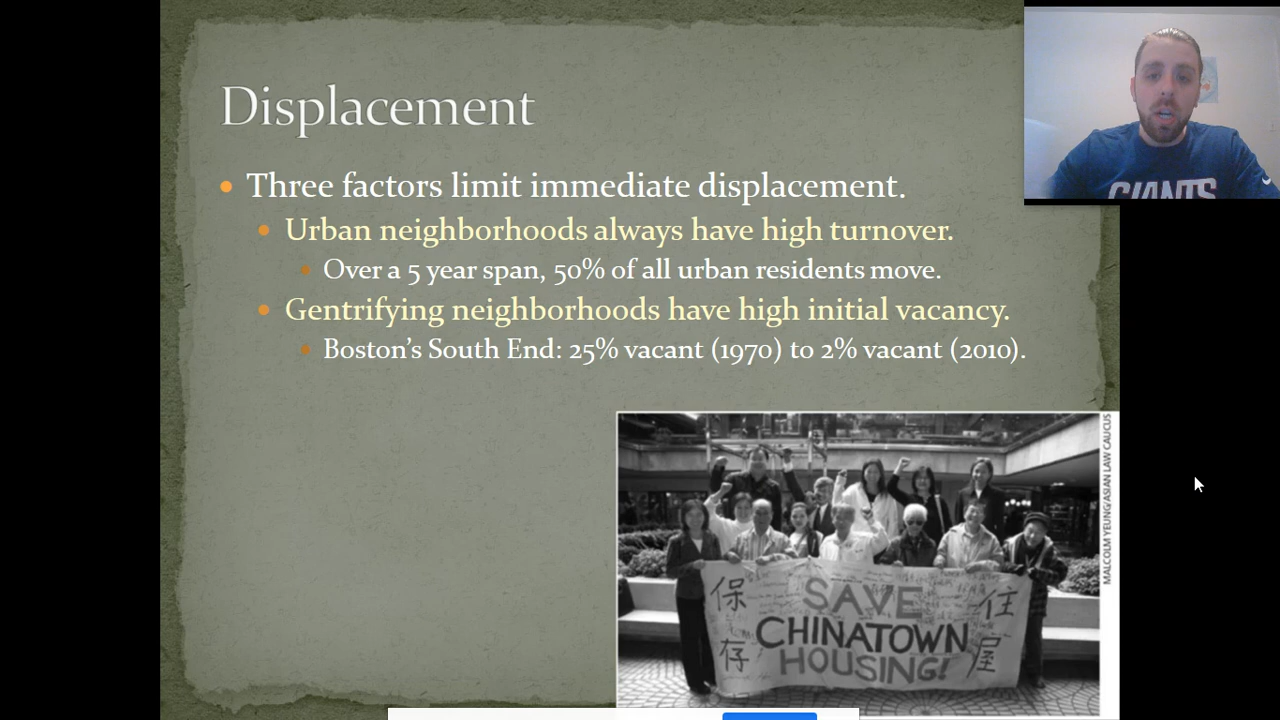 Displacement
Three factors limit immediate displacement.
Urban neighborhoods always have high turnover.
Over a 5 year span, 50% of all urban residents move.
Gentrifying neighborhoods have high initial vacancy.
Boston's South End: 25% vacant (1970) to 2% vacant (2010).
GIANTS
MALCOLM YEUNG/ASIAN LAW CAUCUS
保存
SAVE
CHINATOWN
HOUSING!
住屋